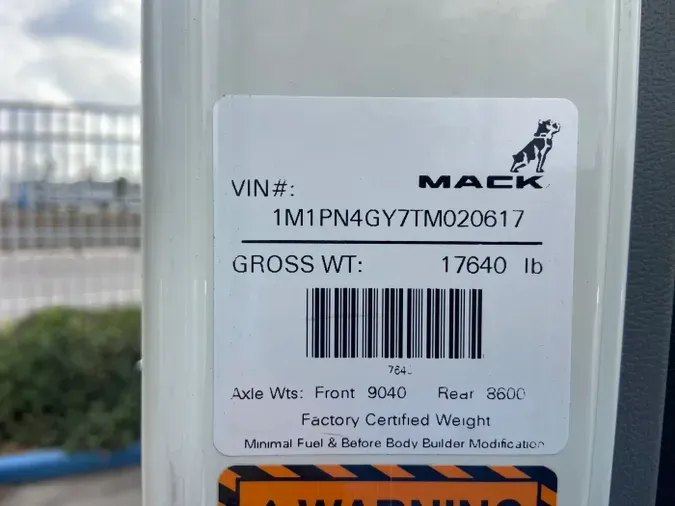 MACK
VIN#:
1M1PN4GY7TM020617
GROSS WT: 17640 lb
Axle Wts: Front 9040 Rear 8600
Factory Certified Weight
Minimal Fuel & Before Body Builder Modification
WARNING